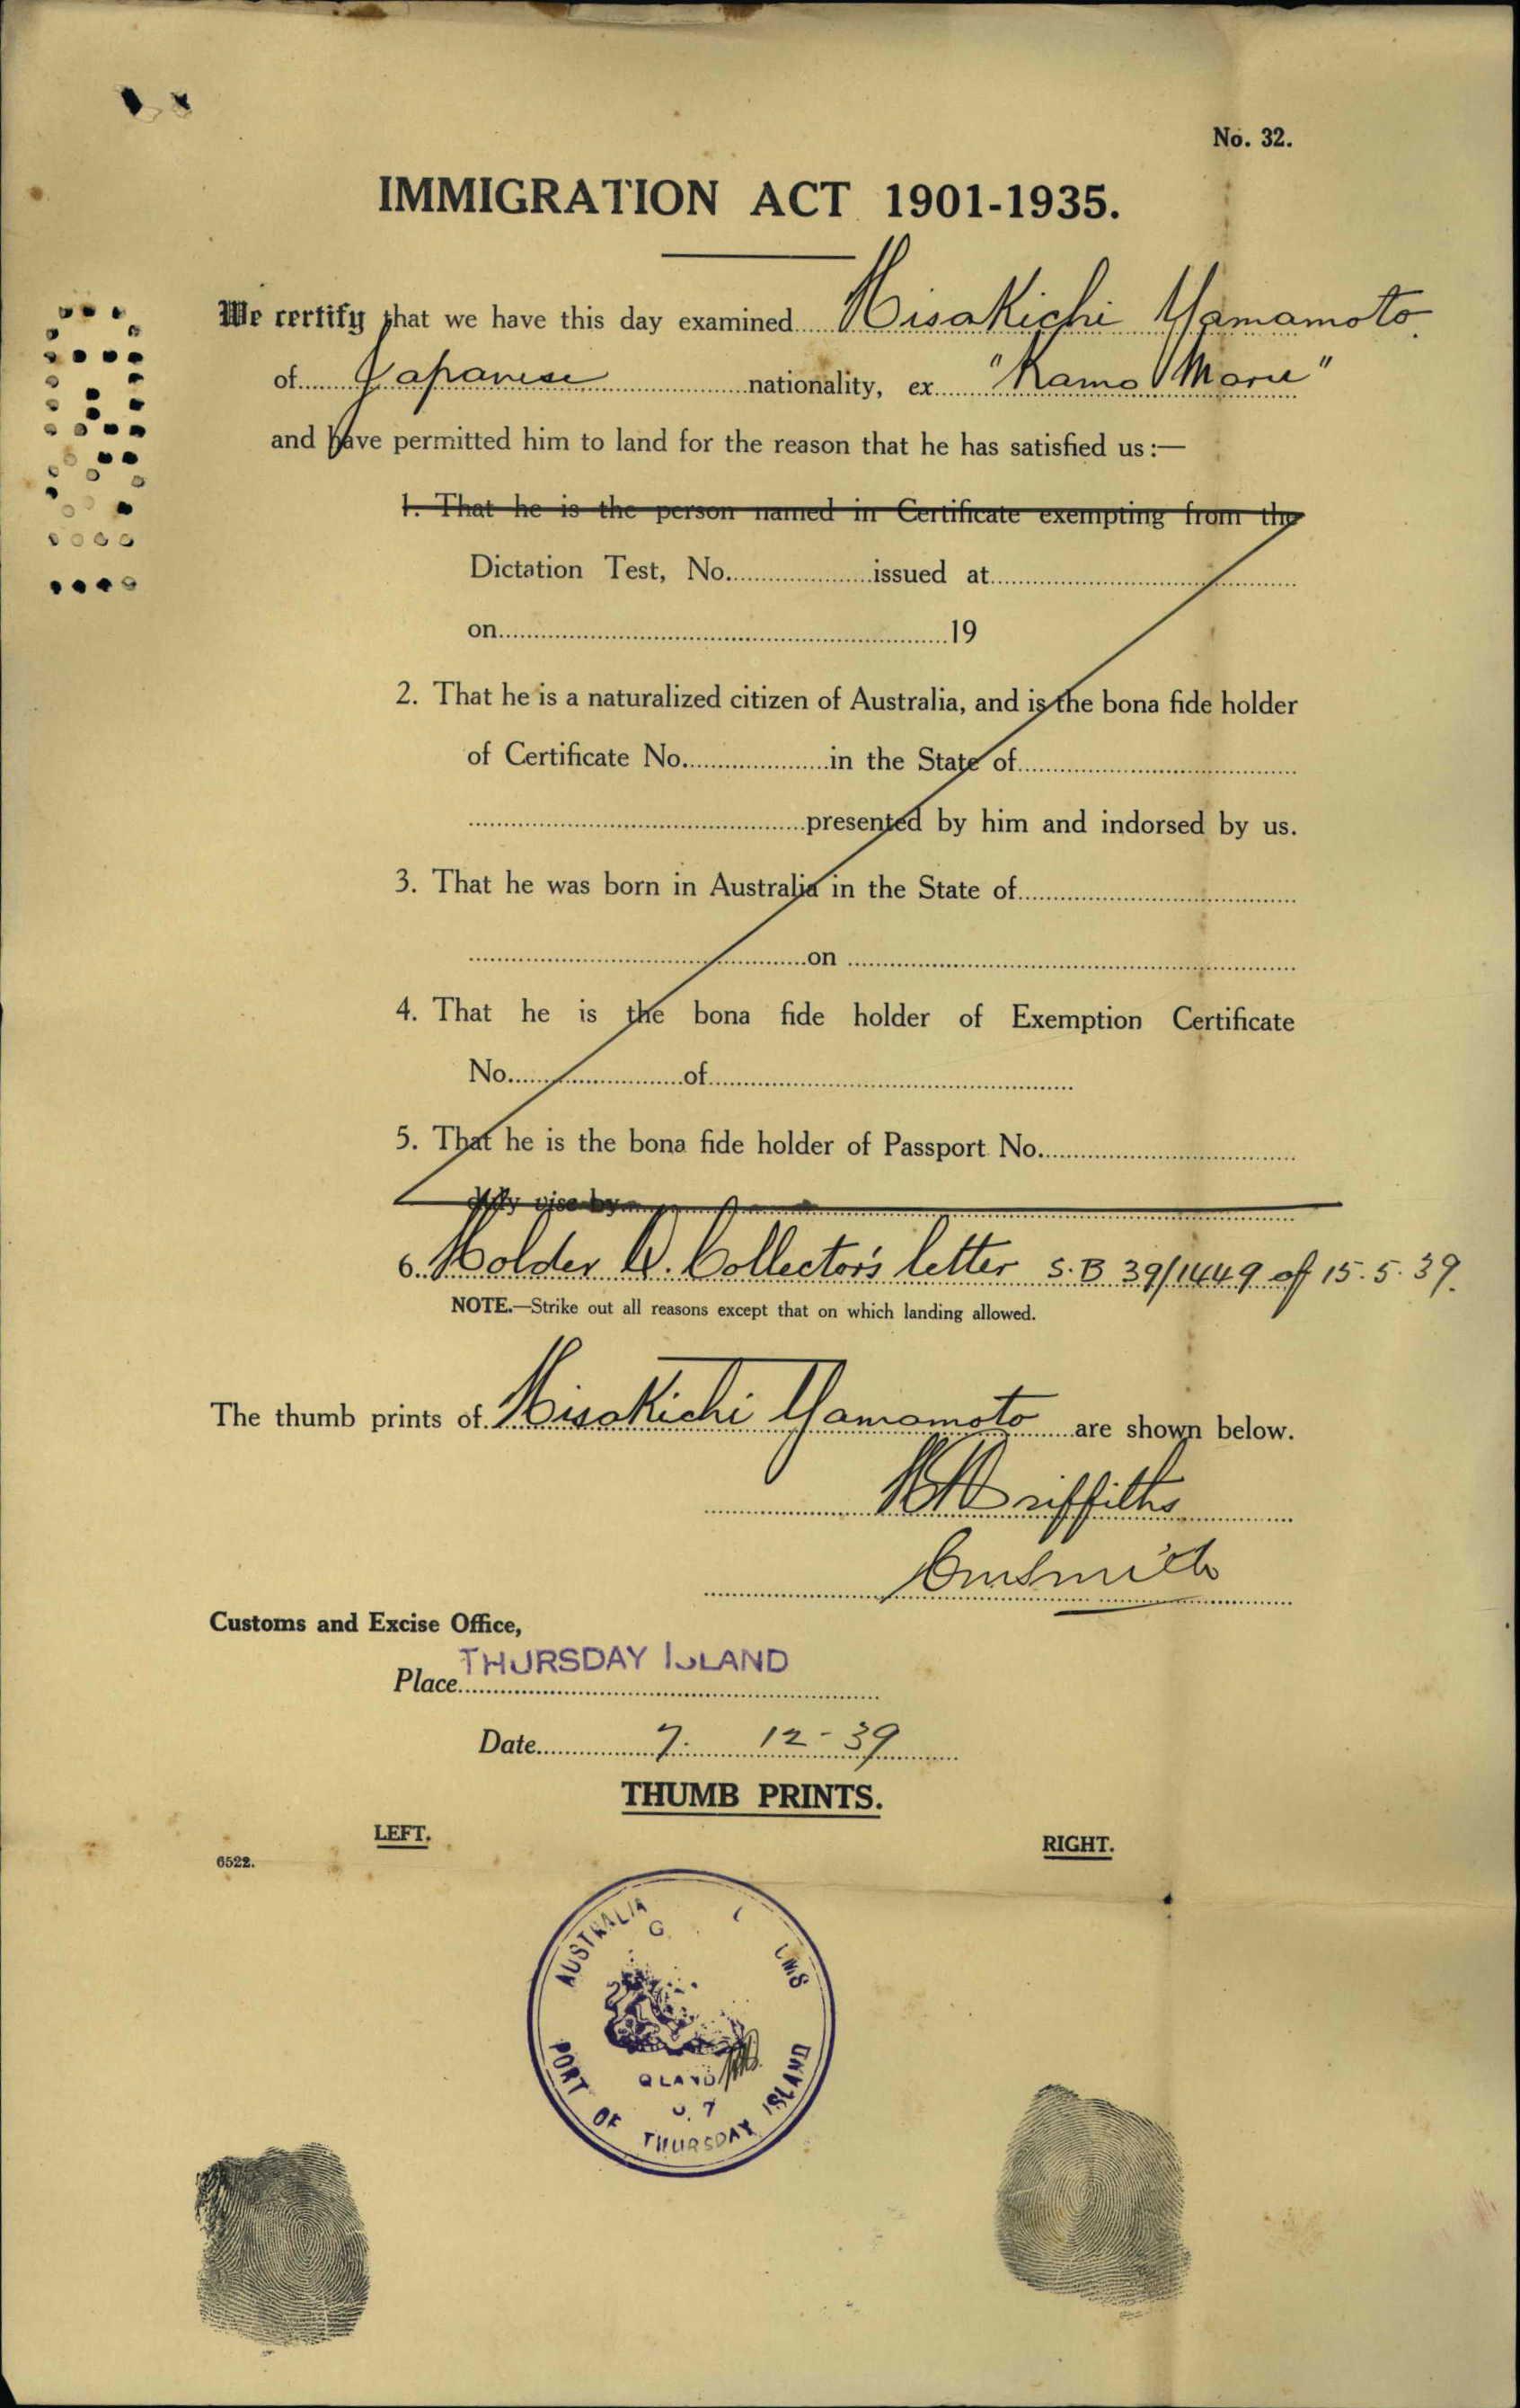 No. 32.
IMMIGRATION ACT 1901-1935.
We certify that we have this day examined Hisakichi Yamamoto
of Japanese nationality, ex "Kamo Maru"
and have permitted him to land for the reason that he has satisfied us:—
1. That he is the person named in Certificate exempting from the
Dictation Test, No. issued at
on 19
2. That he is a naturalized citizen of Australia, and is the bona fide holder
of Certificate No. in the State of
presented by him and indorsed by us.
3. That he was born in Australia in the State of
on
4. That he is the bona fide holder of Exemption Certificate
No. of
5. That he is the bona fide holder of Passport No.
duly vise by
6. Holder Collector's letter S.B 39/1449 of 15.5.39.
NOTE.—Strike out all reasons except that on which landing allowed.
The thumb prints of Hisakichi Yamamoto are shown below.
Griffiths
Smith
Customs and Excise Office,
Place THURSDAY ISLAND
Date 7. 12-39
THUMB PRINTS.
LEFT. RIGHT.
6522.
AUSTRALIA
QLAND
PORT OF THURSDAY ISLAND